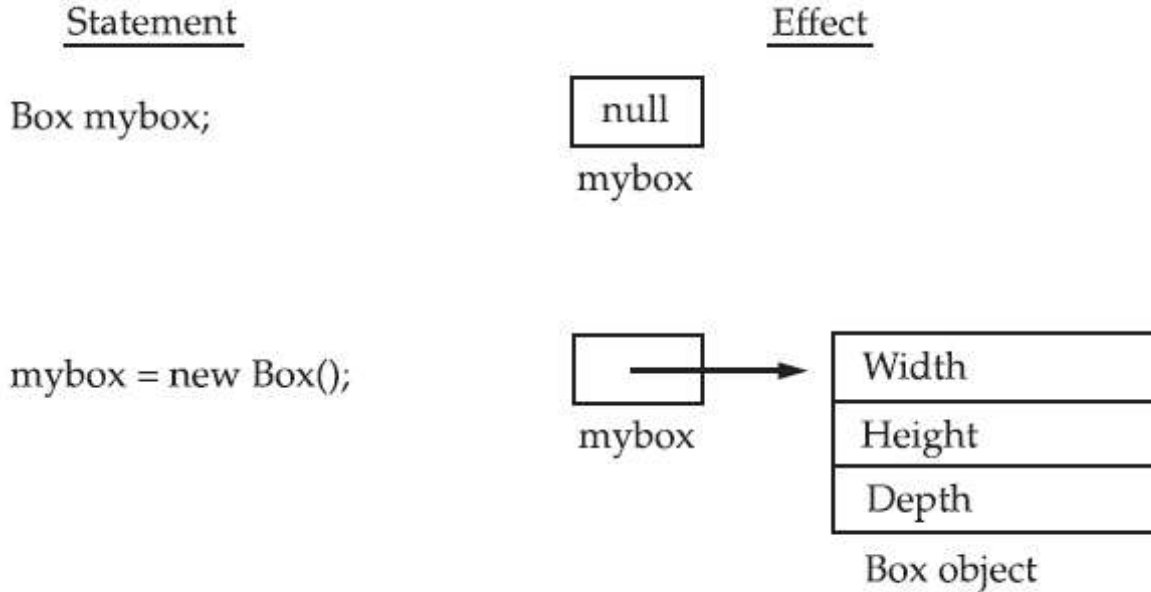 Statement
Effect
Box mybox;
null
mybox
mybox = new Box();
mybox
Width
Height
Depth
Box object